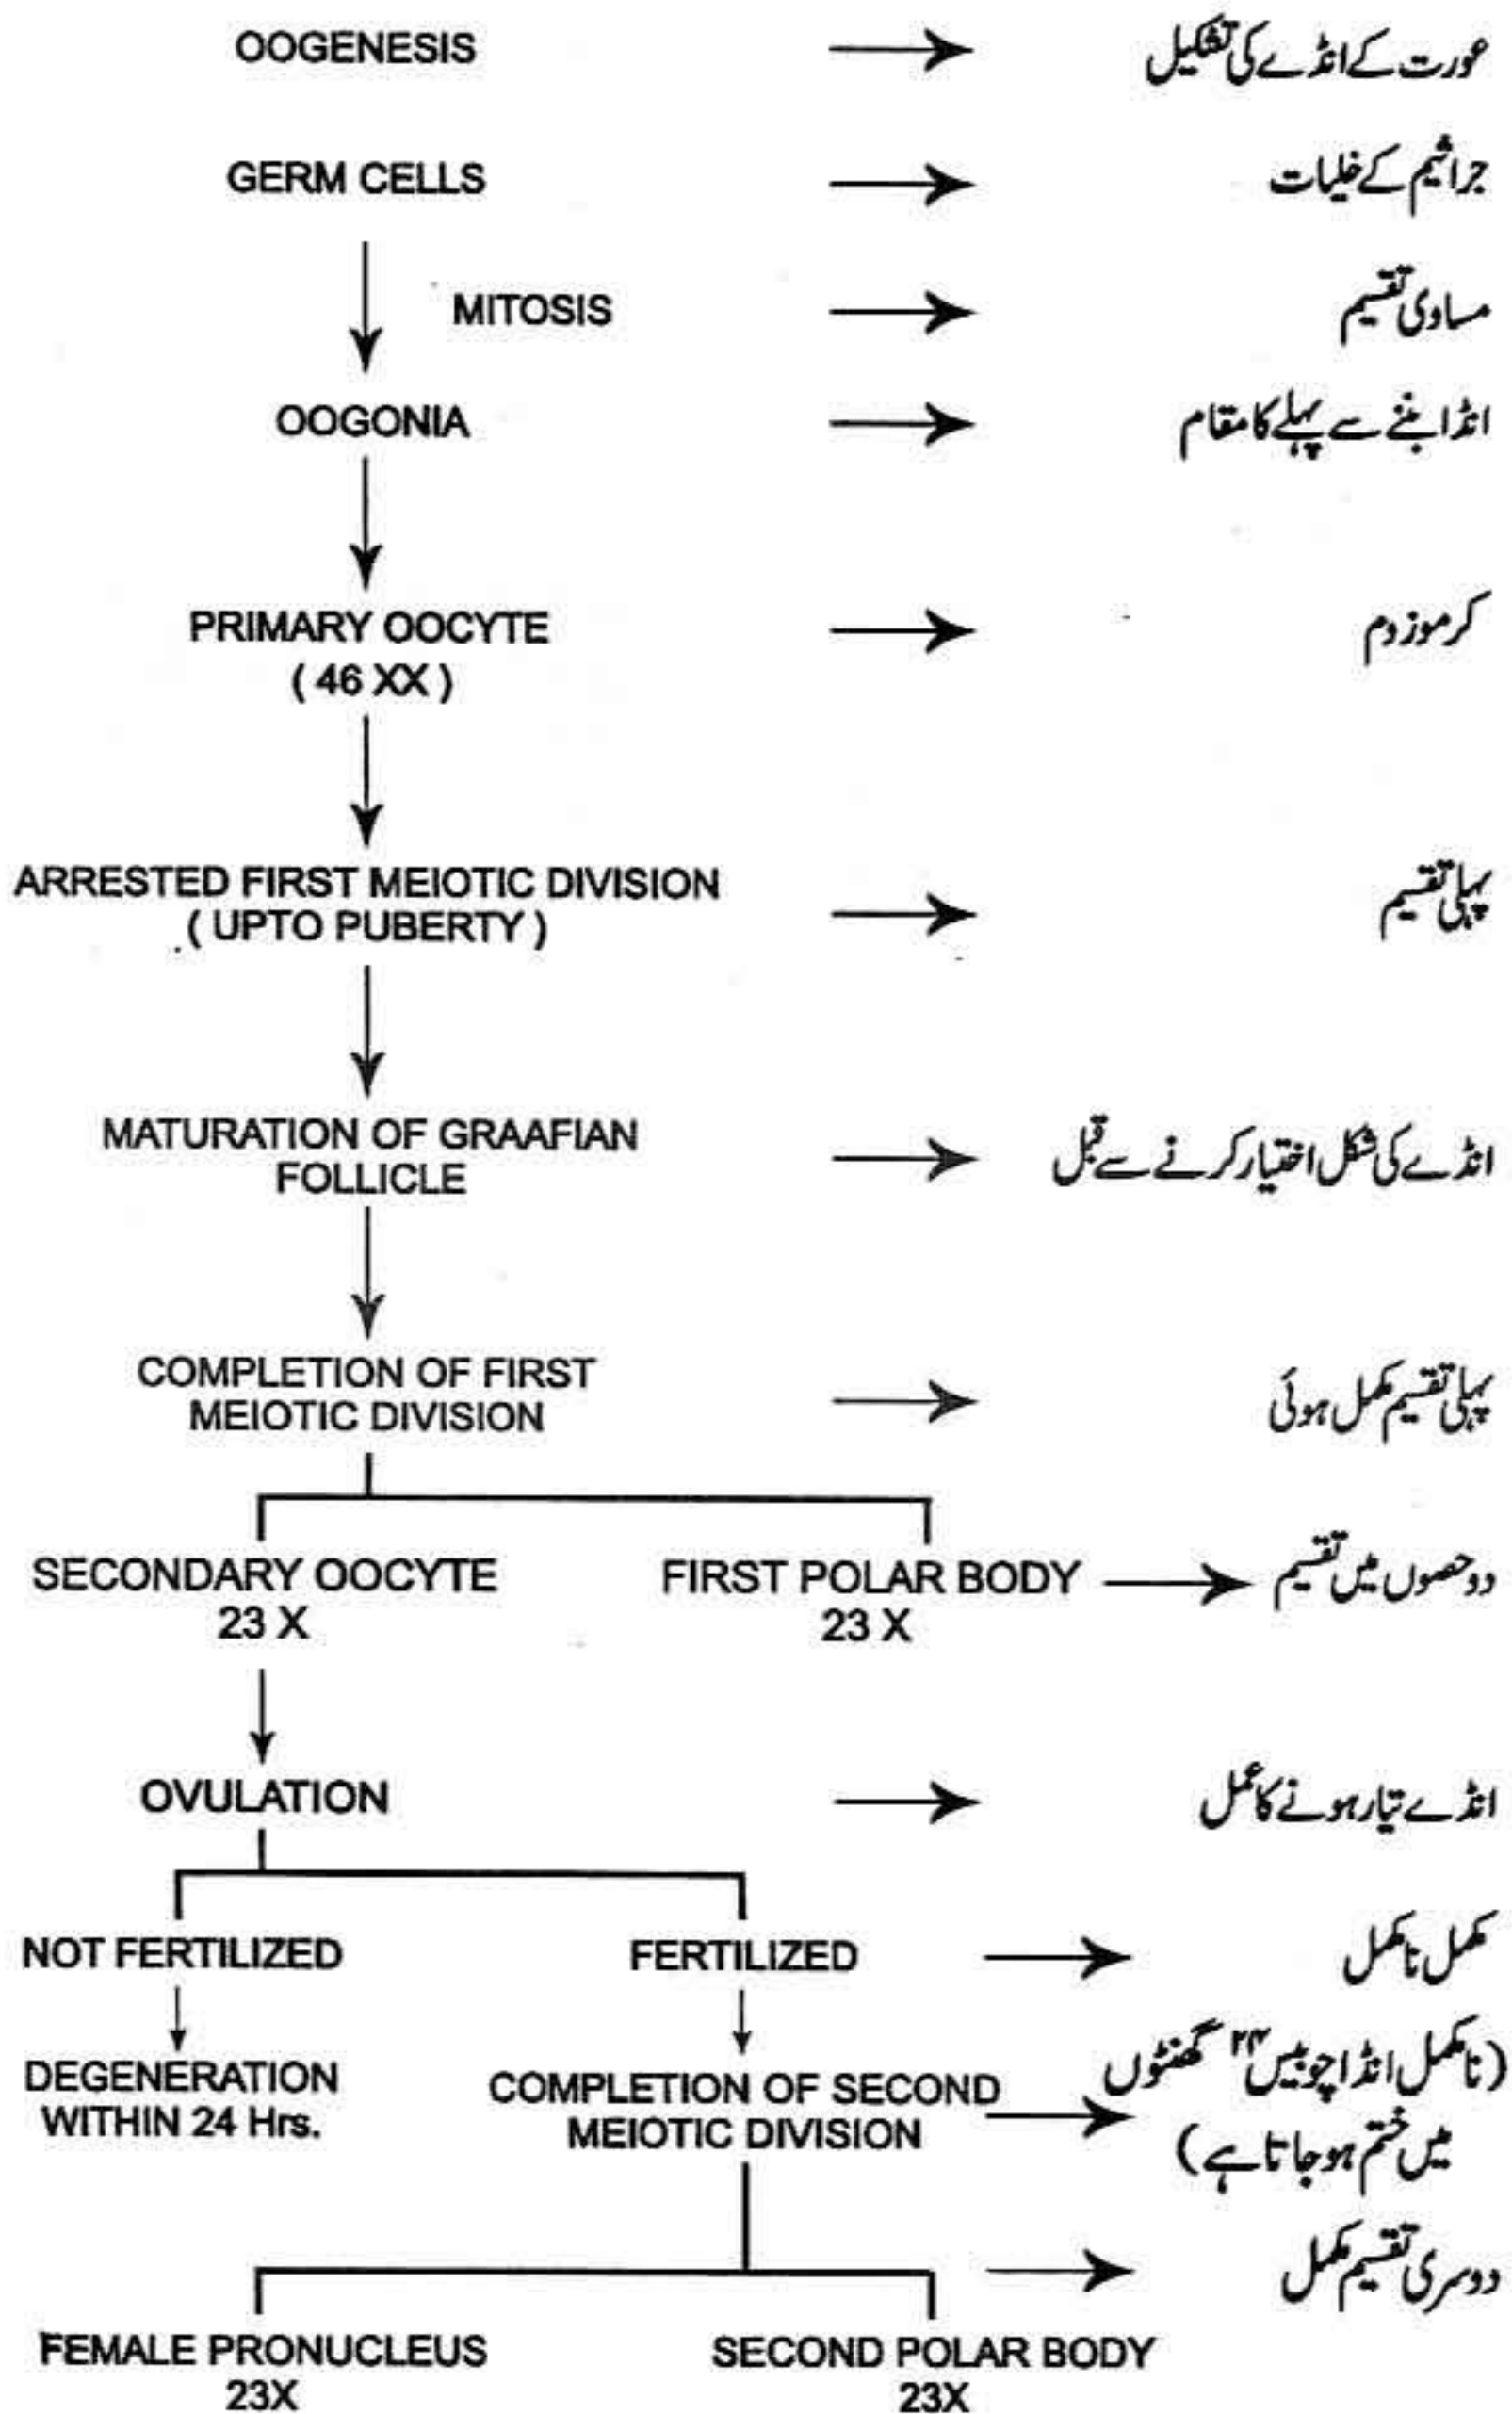 OOGENESIS عورت کے انڈے کی تشکیل
GERM CELLS جراثیم کے خلیات
MITOSIS مساوی تقسیم
OOGONIA انڈا بننے سے پہلے کا مقام
PRIMARY OOCYTE کرموزوم
( 46 XX )
ARRESTED FIRST MEIOTIC DIVISION پہلی تقسیم
( UPTO PUBERTY )
MATURATION OF GRAAFIAN انڈے کی شکل اختیار کرنے سے قبل
FOLLICLE
COMPLETION OF FIRST پہلی تقسیم مکمل ہوئی
MEIOTIC DIVISION
SECONDARY OOCYTE FIRST POLAR BODY دو حصوں میں تقسیم
23 X 23 X
OVULATION انڈے تیار ہونے کا عمل
NOT FERTILIZED FERTILIZED مکمل نامکمل
DEGENERATION COMPLETION OF SECOND (نامکمل انڈا چوبیس ۲۴ گھنٹوں
WITHIN 24 Hrs. MEIOTIC DIVISION میں ختم ہو جاتا ہے)
دوسری تقسیم مکمل
FEMALE PRONUCLEUS SECOND POLAR BODY
23X 23X